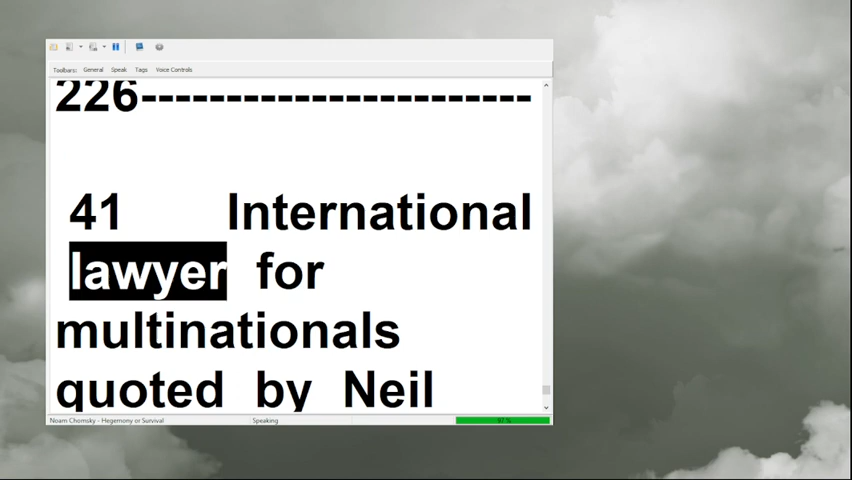 Toolbars: General Speak Tags Voice Controls
226-----------------------
41 International
lawyer for
multinationals
quoted by Neil
Noam Chomsky - Hegemony or Survival Speaking 97 %